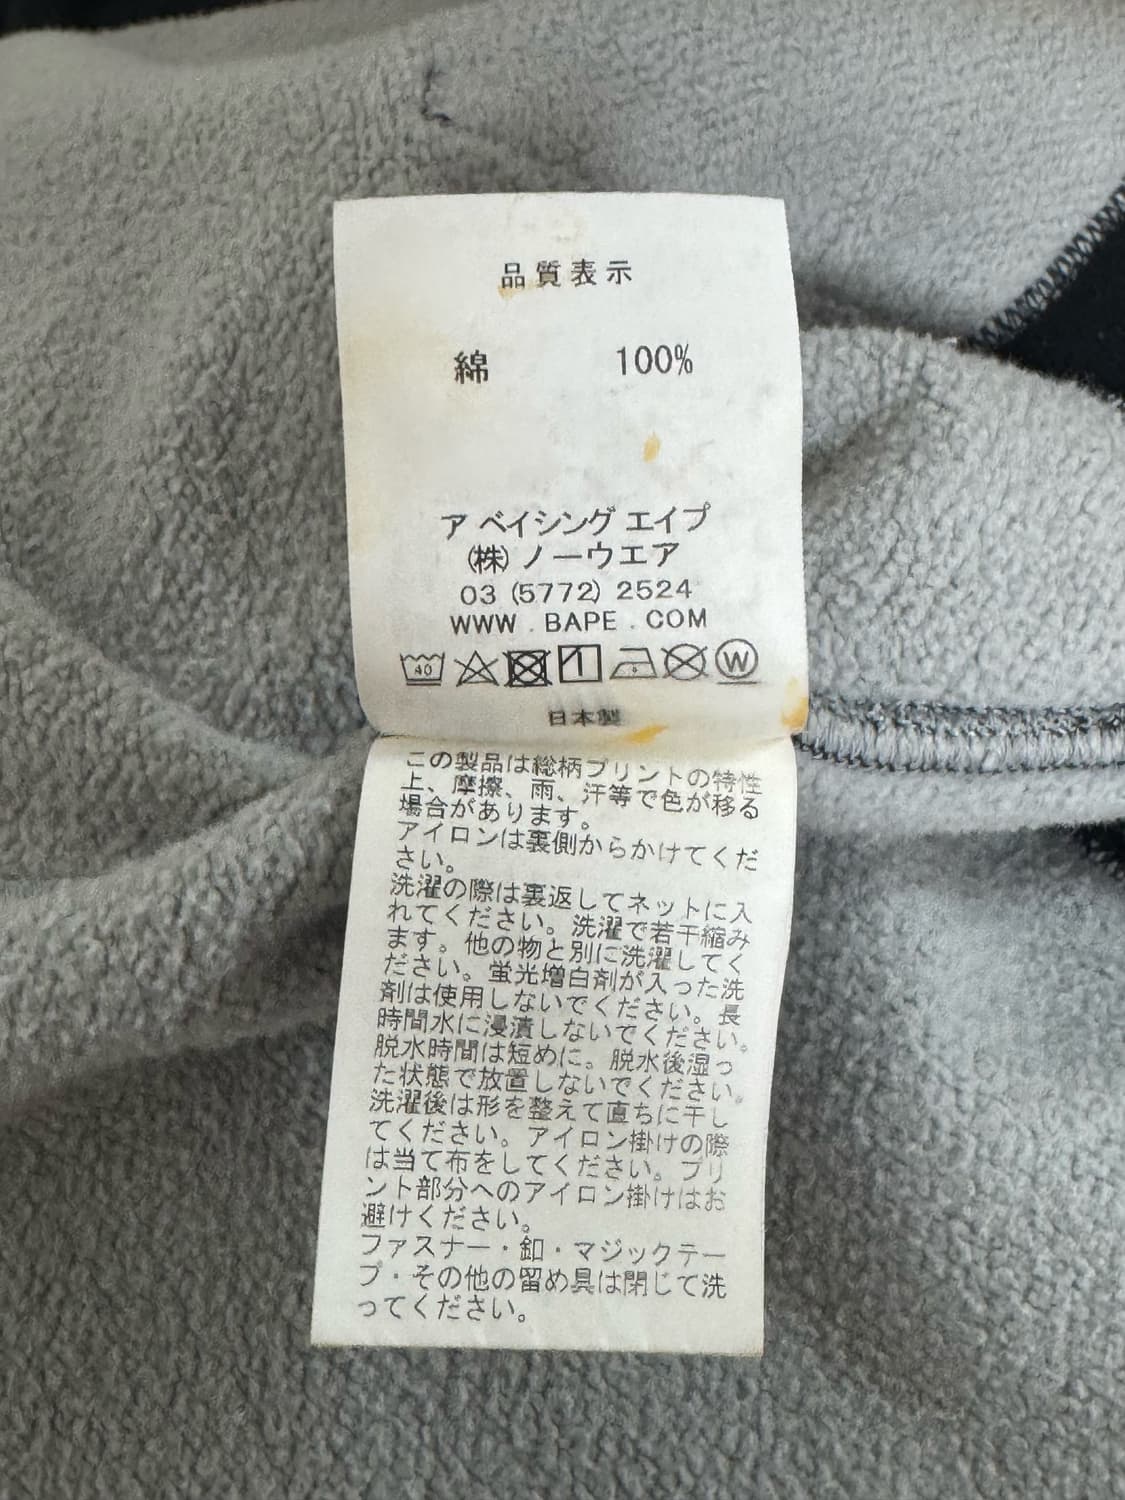 品質表示
綿 100%
ア ベイシング エイプ
(株) ノーウエア
03 (5772) 2524
WWW . BAPE . COM
40 W
日本製
この製品は総柄プリントの特性
上、摩擦、雨、汗等で色が移る
場合があります。
アイロンは裏側からかけてくだ
さい。
洗濯の際は裏返してネットに入
れてください。洗濯で若干縮み
ます。他の物と別に洗濯してく
ださい。蛍光増白剤が入った洗
剤は使用しないでください。長
時間水に浸漬しないでください。
脱水時間は短めに。脱水後湿っ
た状態で放置しないでください。
洗濯後は形を整えて直ちに干し
てください。アイロン掛けの際
は当て布をしてください。プリ
ント部分へのアイロン掛けはお
避けください。
ファスナー・釦・マジックテー
プ・その他の留め具は閉じて洗
ってください。